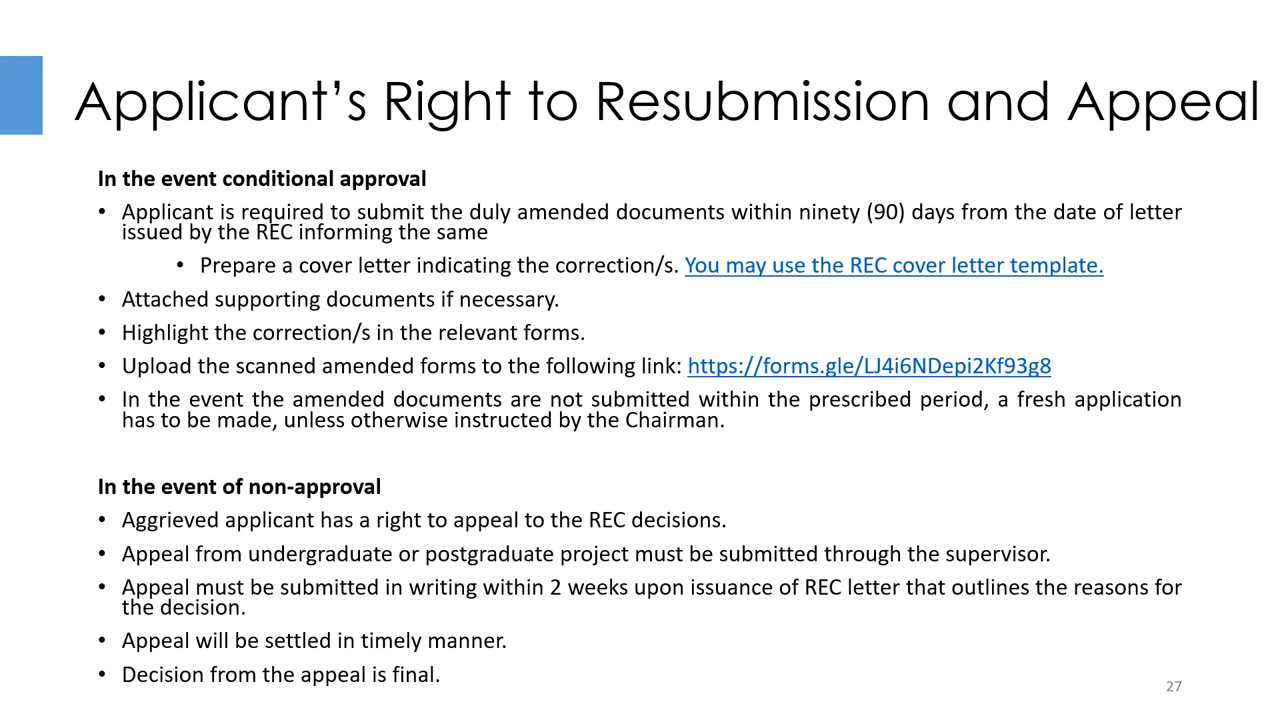 Applicant’s Right to Resubmission and Appeal
In the event conditional approval
• Applicant is required to submit the duly amended documents within ninety (90) days from the date of letter
issued by the REC informing the same
• Prepare a cover letter indicating the correction/s. You may use the REC cover letter template.
• Attached supporting documents if necessary.
• Highlight the correction/s in the relevant forms.
• Upload the scanned amended forms to the following link: https://forms.gle/LJ4i6NDepi2Kf93g8
• In the event the amended documents are not submitted within the prescribed period, a fresh application
has to be made, unless otherwise instructed by the Chairman.
In the event of non-approval
• Aggrieved applicant has a right to appeal to the REC decisions.
• Appeal from undergraduate or postgraduate project must be submitted through the supervisor.
• Appeal must be submitted in writing within 2 weeks upon issuance of REC letter that outlines the reasons for
the decision.
• Appeal will be settled in timely manner.
• Decision from the appeal is final.
27